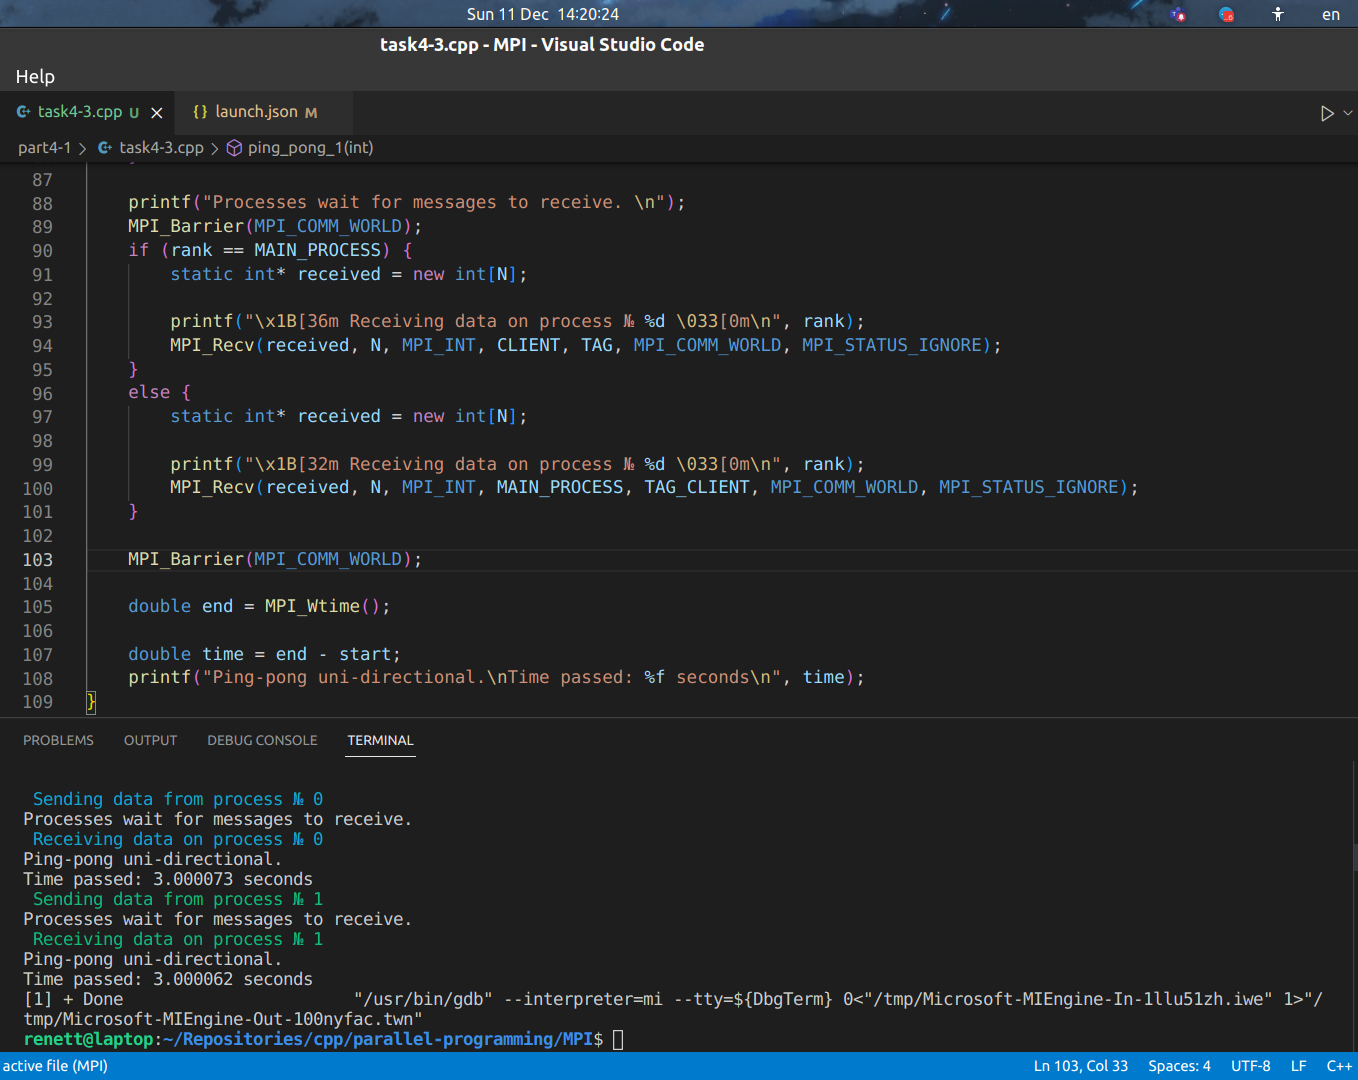 Sun 11 Dec 14:20:24
en
task4-3.cpp - MPI - Visual Studio Code
Help
task4-3.cpp U
{} launch.json M
part4-1 > task4-3.cpp > ping_pong_1(int)
87
88 printf("Processes wait for messages to receive. \n");
89 MPI_Barrier(MPI_COMM_WORLD);
90 if (rank == MAIN_PROCESS) {
91 static int* received = new int[N];
92
93 printf("\x1B[36m Receiving data on process № %d \033[0m\n", rank);
94 MPI_Recv(received, N, MPI_INT, CLIENT, TAG, MPI_COMM_WORLD, MPI_STATUS_IGNORE);
95 }
96 else {
97 static int* received = new int[N];
98
99 printf("\x1B[32m Receiving data on process № %d \033[0m\n", rank);
100 MPI_Recv(received, N, MPI_INT, MAIN_PROCESS, TAG_CLIENT, MPI_COMM_WORLD, MPI_STATUS_IGNORE);
101 }
102
103 MPI_Barrier(MPI_COMM_WORLD);
104
105 double end = MPI_Wtime();
106
107 double time = end - start;
108 printf("Ping-pong uni-directional.\nTime passed: %f seconds\n", time);
109 }
PROBLEMS OUTPUT DEBUG CONSOLE TERMINAL
Sending data from process № 0
Processes wait for messages to receive.
Receiving data on process № 0
Ping-pong uni-directional.
Time passed: 3.000073 seconds
Sending data from process № 1
Processes wait for messages to receive.
Receiving data on process № 1
Ping-pong uni-directional.
Time passed: 3.000062 seconds
[1] + Done "/usr/bin/gdb" --interpreter=mi --tty=${DbgTerm} 0<"/tmp/Microsoft-MIEngine-In-1llu51zh.iwe" 1>"/
tmp/Microsoft-MIEngine-Out-100nyfac.twn"
renett@laptop:~/Repositories/cpp/parallel-programming/MPI$
active file (MPI) Ln 103, Col 33 Spaces: 4 UTF-8 LF C++